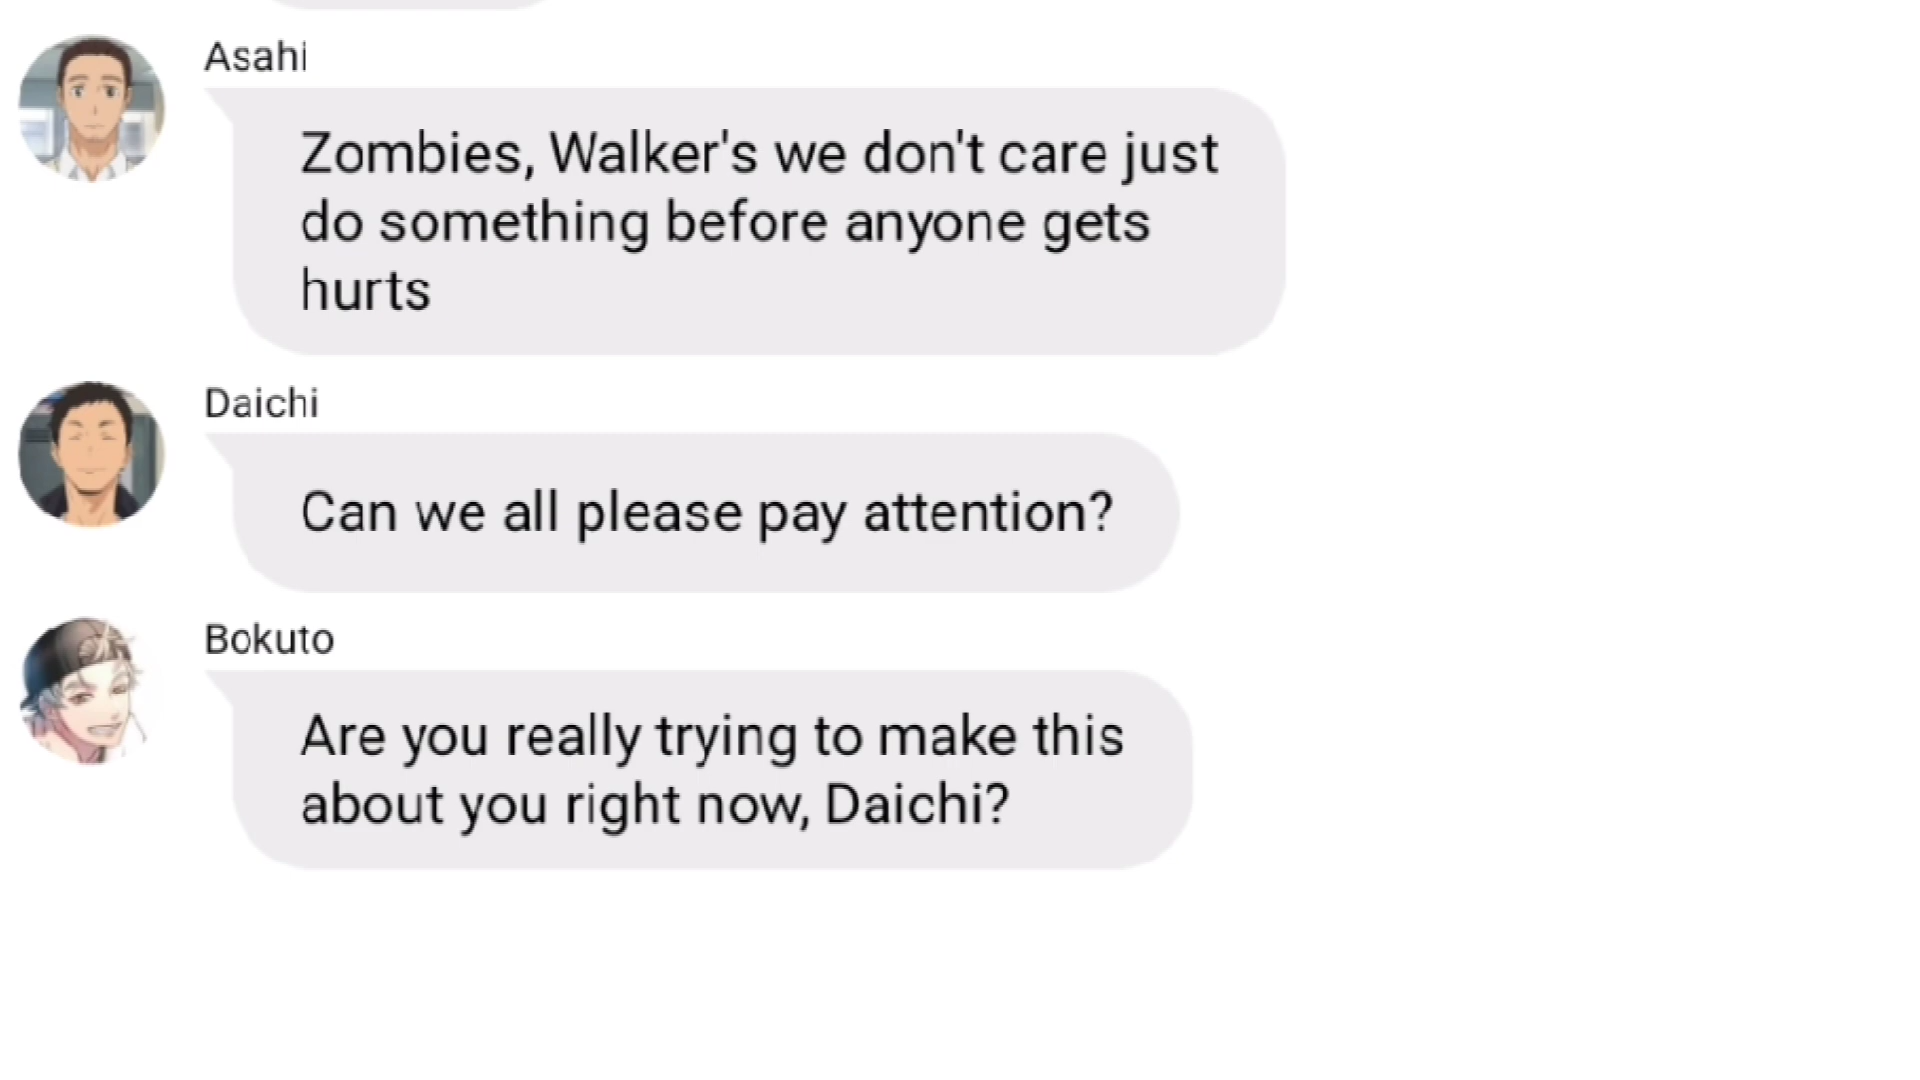 Asahi
Zombies, Walker's we don't care just
do something before anyone gets
hurts
Daichi
Can we all please pay attention?
Bokuto
Are you really trying to make this
about you right now, Daichi?